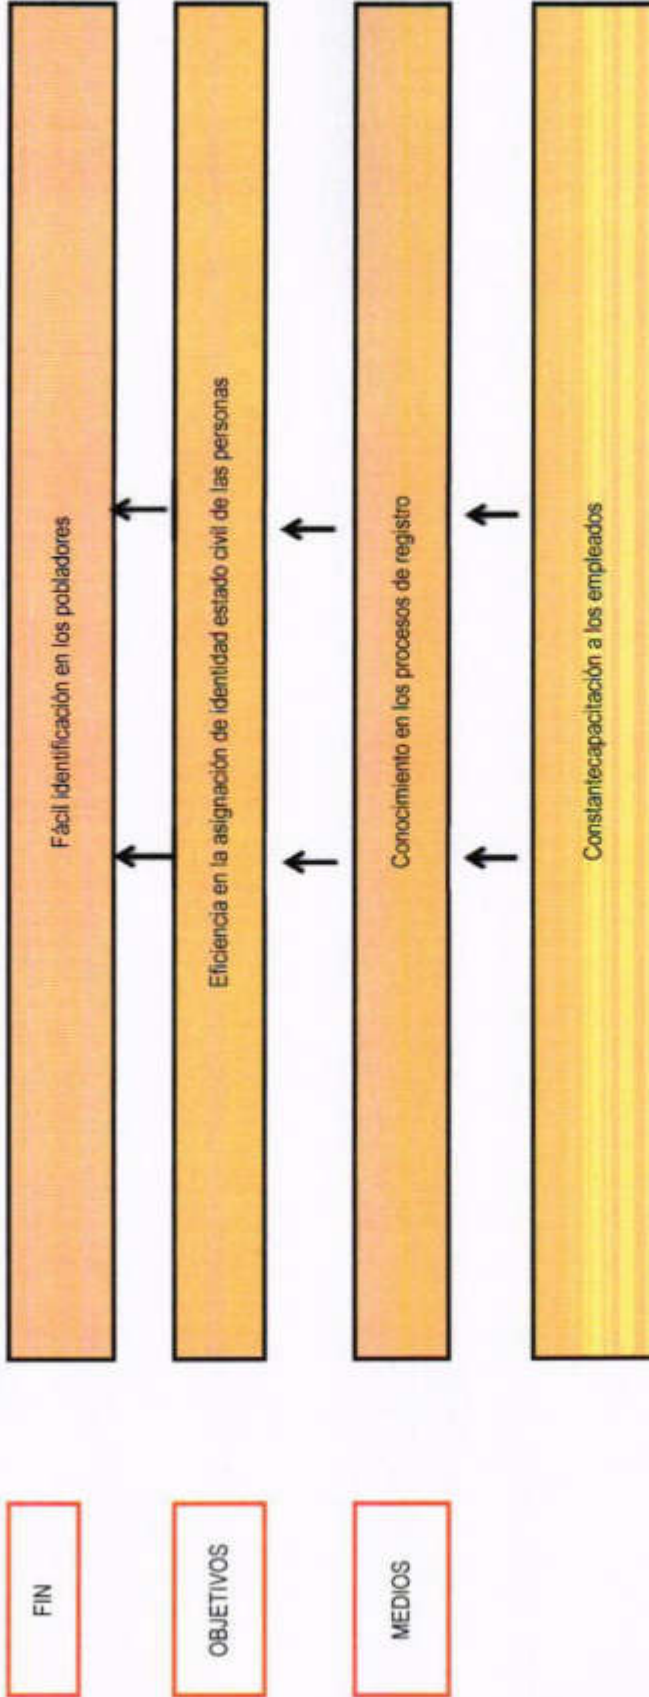 FIN
Fácil identificación en los pobladores
OBJETIVOS
Eficiencia en la asignación de identidad estado civil de las personas
MEDIOS
Conocimiento en los procesos de registro
Constantecapacitación a los empleados